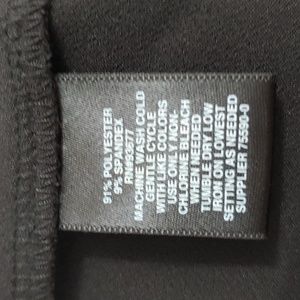 91% POLYESTER
9% SPANDEX
RN#93677
MACHINE WASH COLD
GENTLE CYCLE
WITH LIKE COLORS
USE ONLY NON-
CHLORINE BLEACH
WHEN NEEDED
TUMBLE DRY LOW
IRON ON LOWEST
SETTING AS NEEDED
SUPPLIER 75590-0